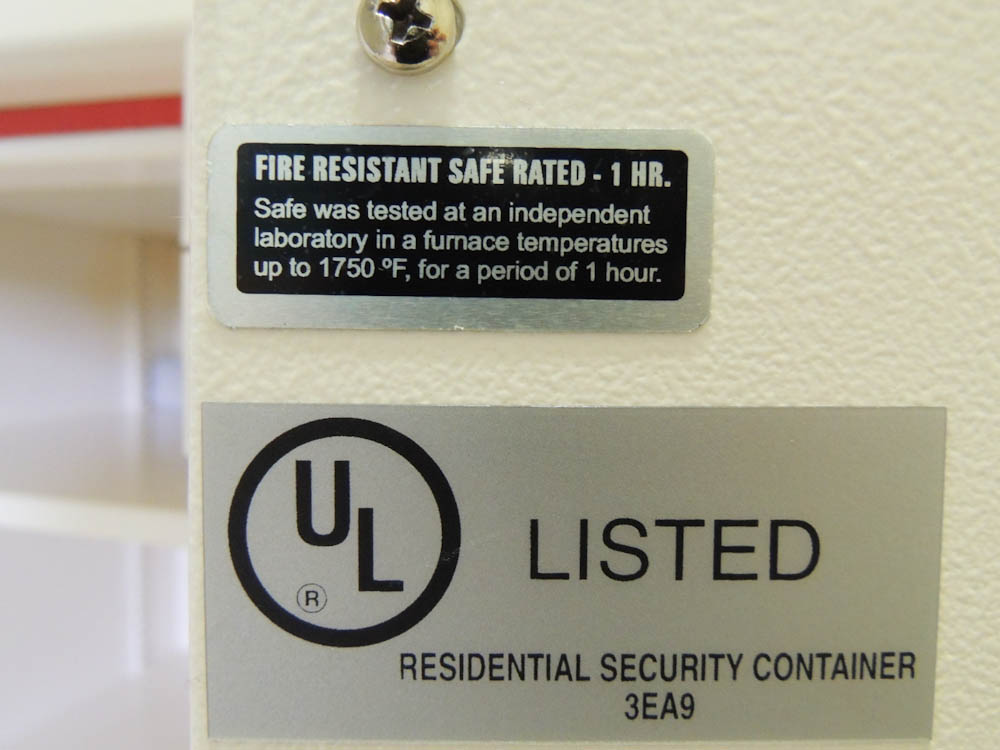 FIRE RESISTANT SAFE RATED - 1 HR.
Safe was tested at an independent
laboratory in a furnace temperatures
up to 1750 ºF, for a period of 1 hour.
UL
®
LISTED
RESIDENTIAL SECURITY CONTAINER
3EA9